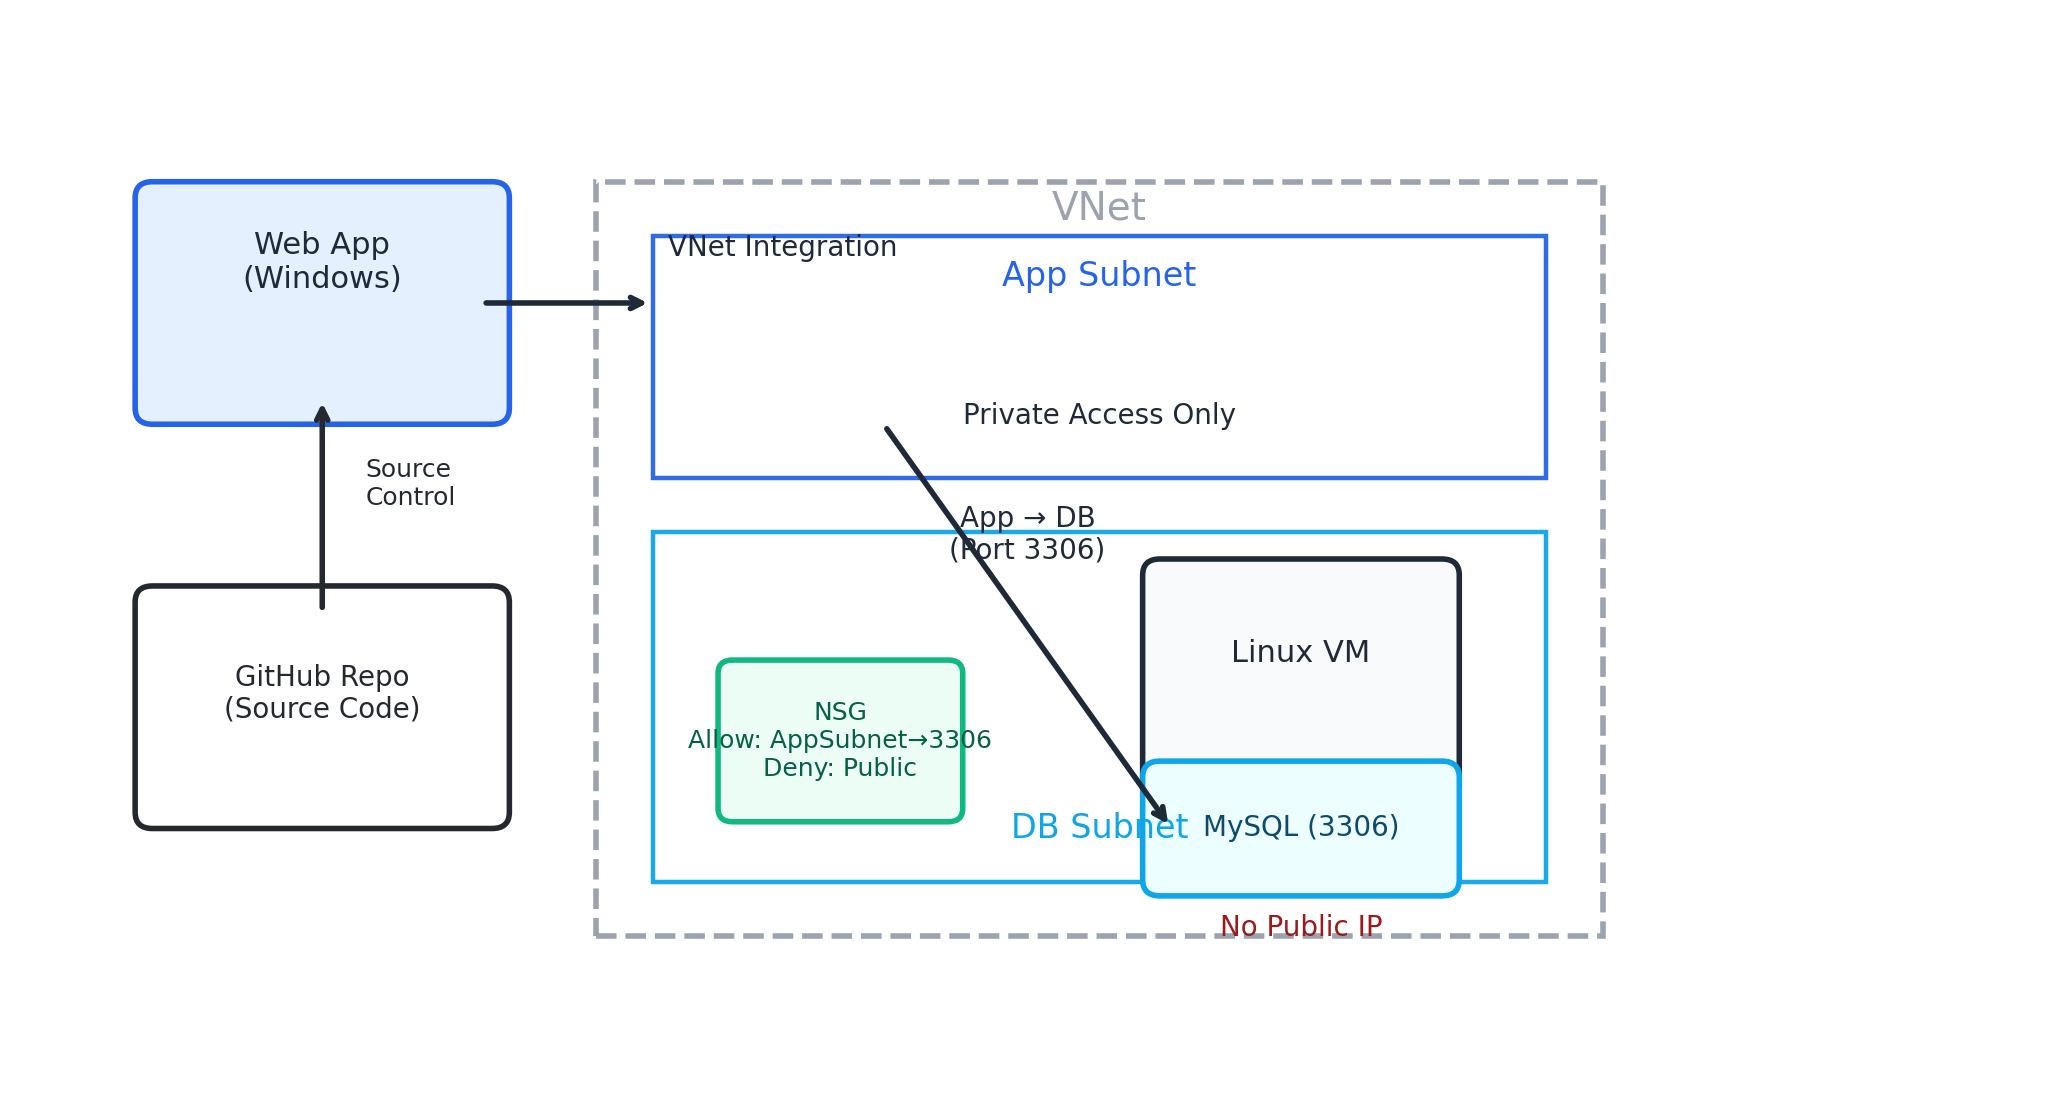 VNet
Web App
(Windows)
VNet Integration
App Subnet
Private Access Only
Source
Control
App → DB
(Port 3306)
GitHub Repo
(Source Code)
Linux VM
NSG
Allow: AppSubnet→3306
Deny: Public
DB Subnet
MySQL (3306)
No Public IP